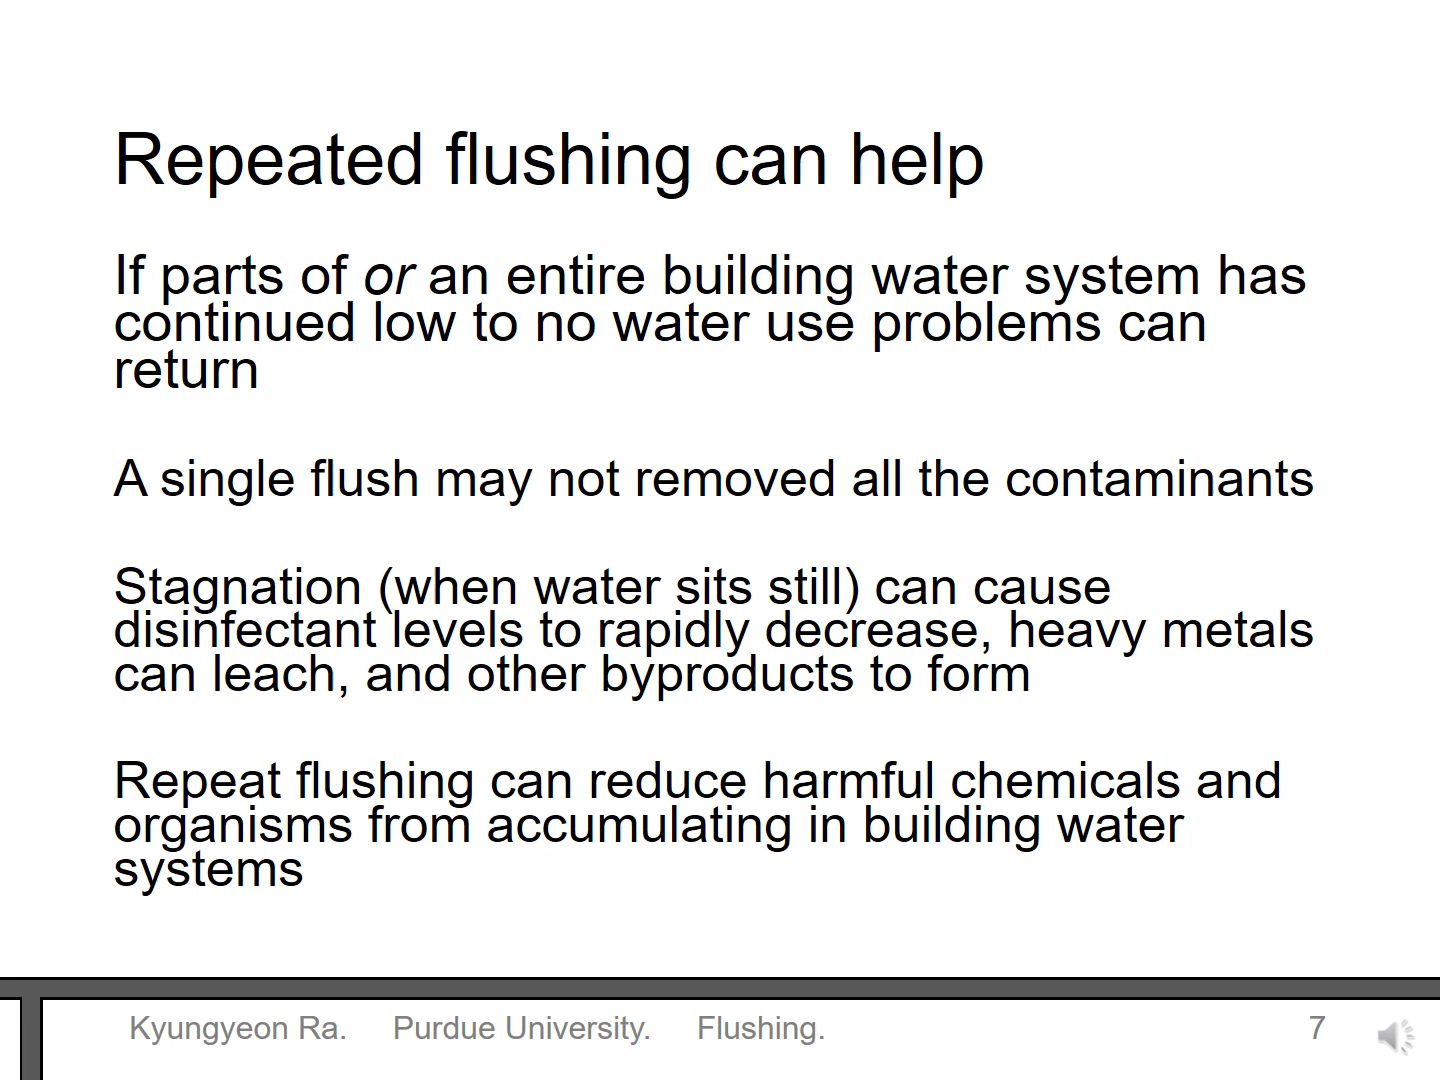 Repeated flushing can help
If parts of or an entire building water system has
continued low to no water use problems can
return
A single flush may not removed all the contaminants
Stagnation (when water sits still) can cause
disinfectant levels to rapidly decrease, heavy metals
can leach, and other byproducts to form
Repeat flushing can reduce harmful chemicals and
organisms from accumulating in building water
systems
Kyungyeon Ra. Purdue University. Flushing. 7